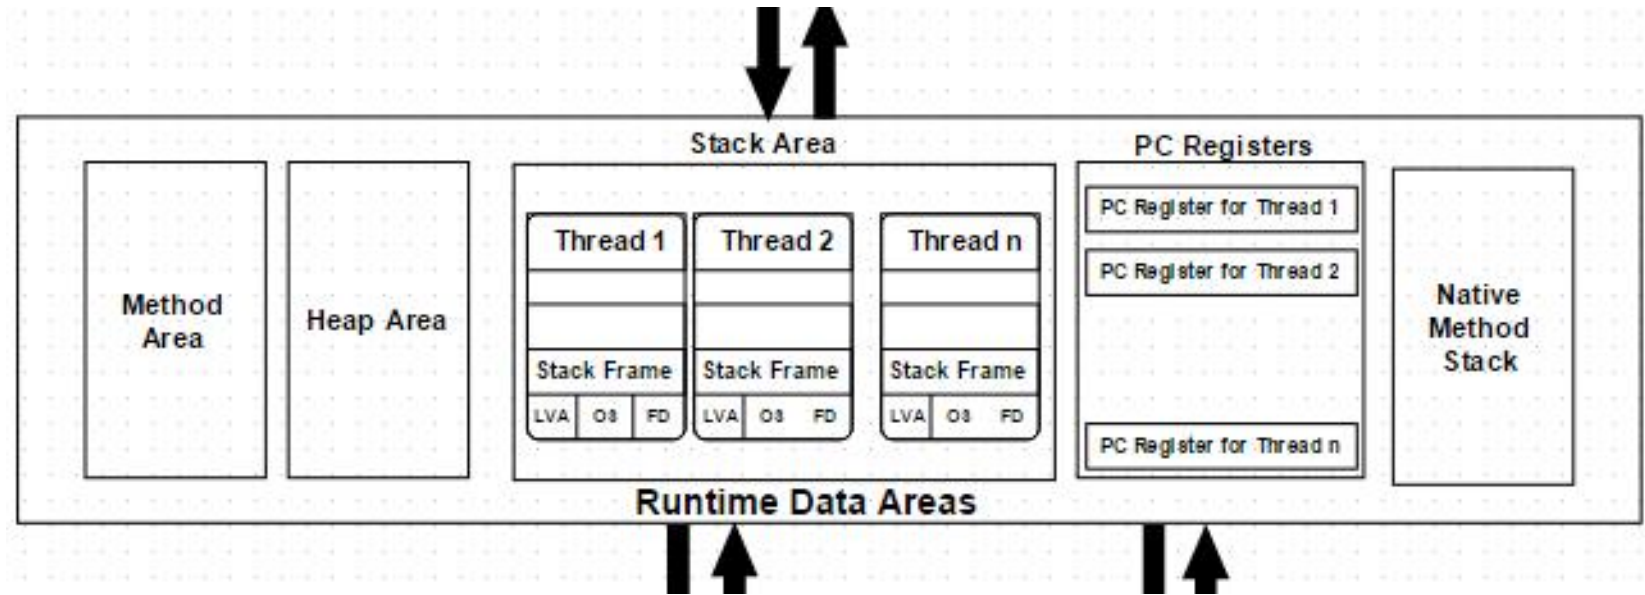 Stack Area
PC Registers
Method
Area
Heap Area
Thread 1
Stack Frame
LVA OS FD
Thread 2
Stack Frame
LVA OS FD
Thread n
Stack Frame
LVA OS FD
PC Register for Thread 1
PC Register for Thread 2
PC Register for Thread n
Native
Method
Stack
Runtime Data Areas